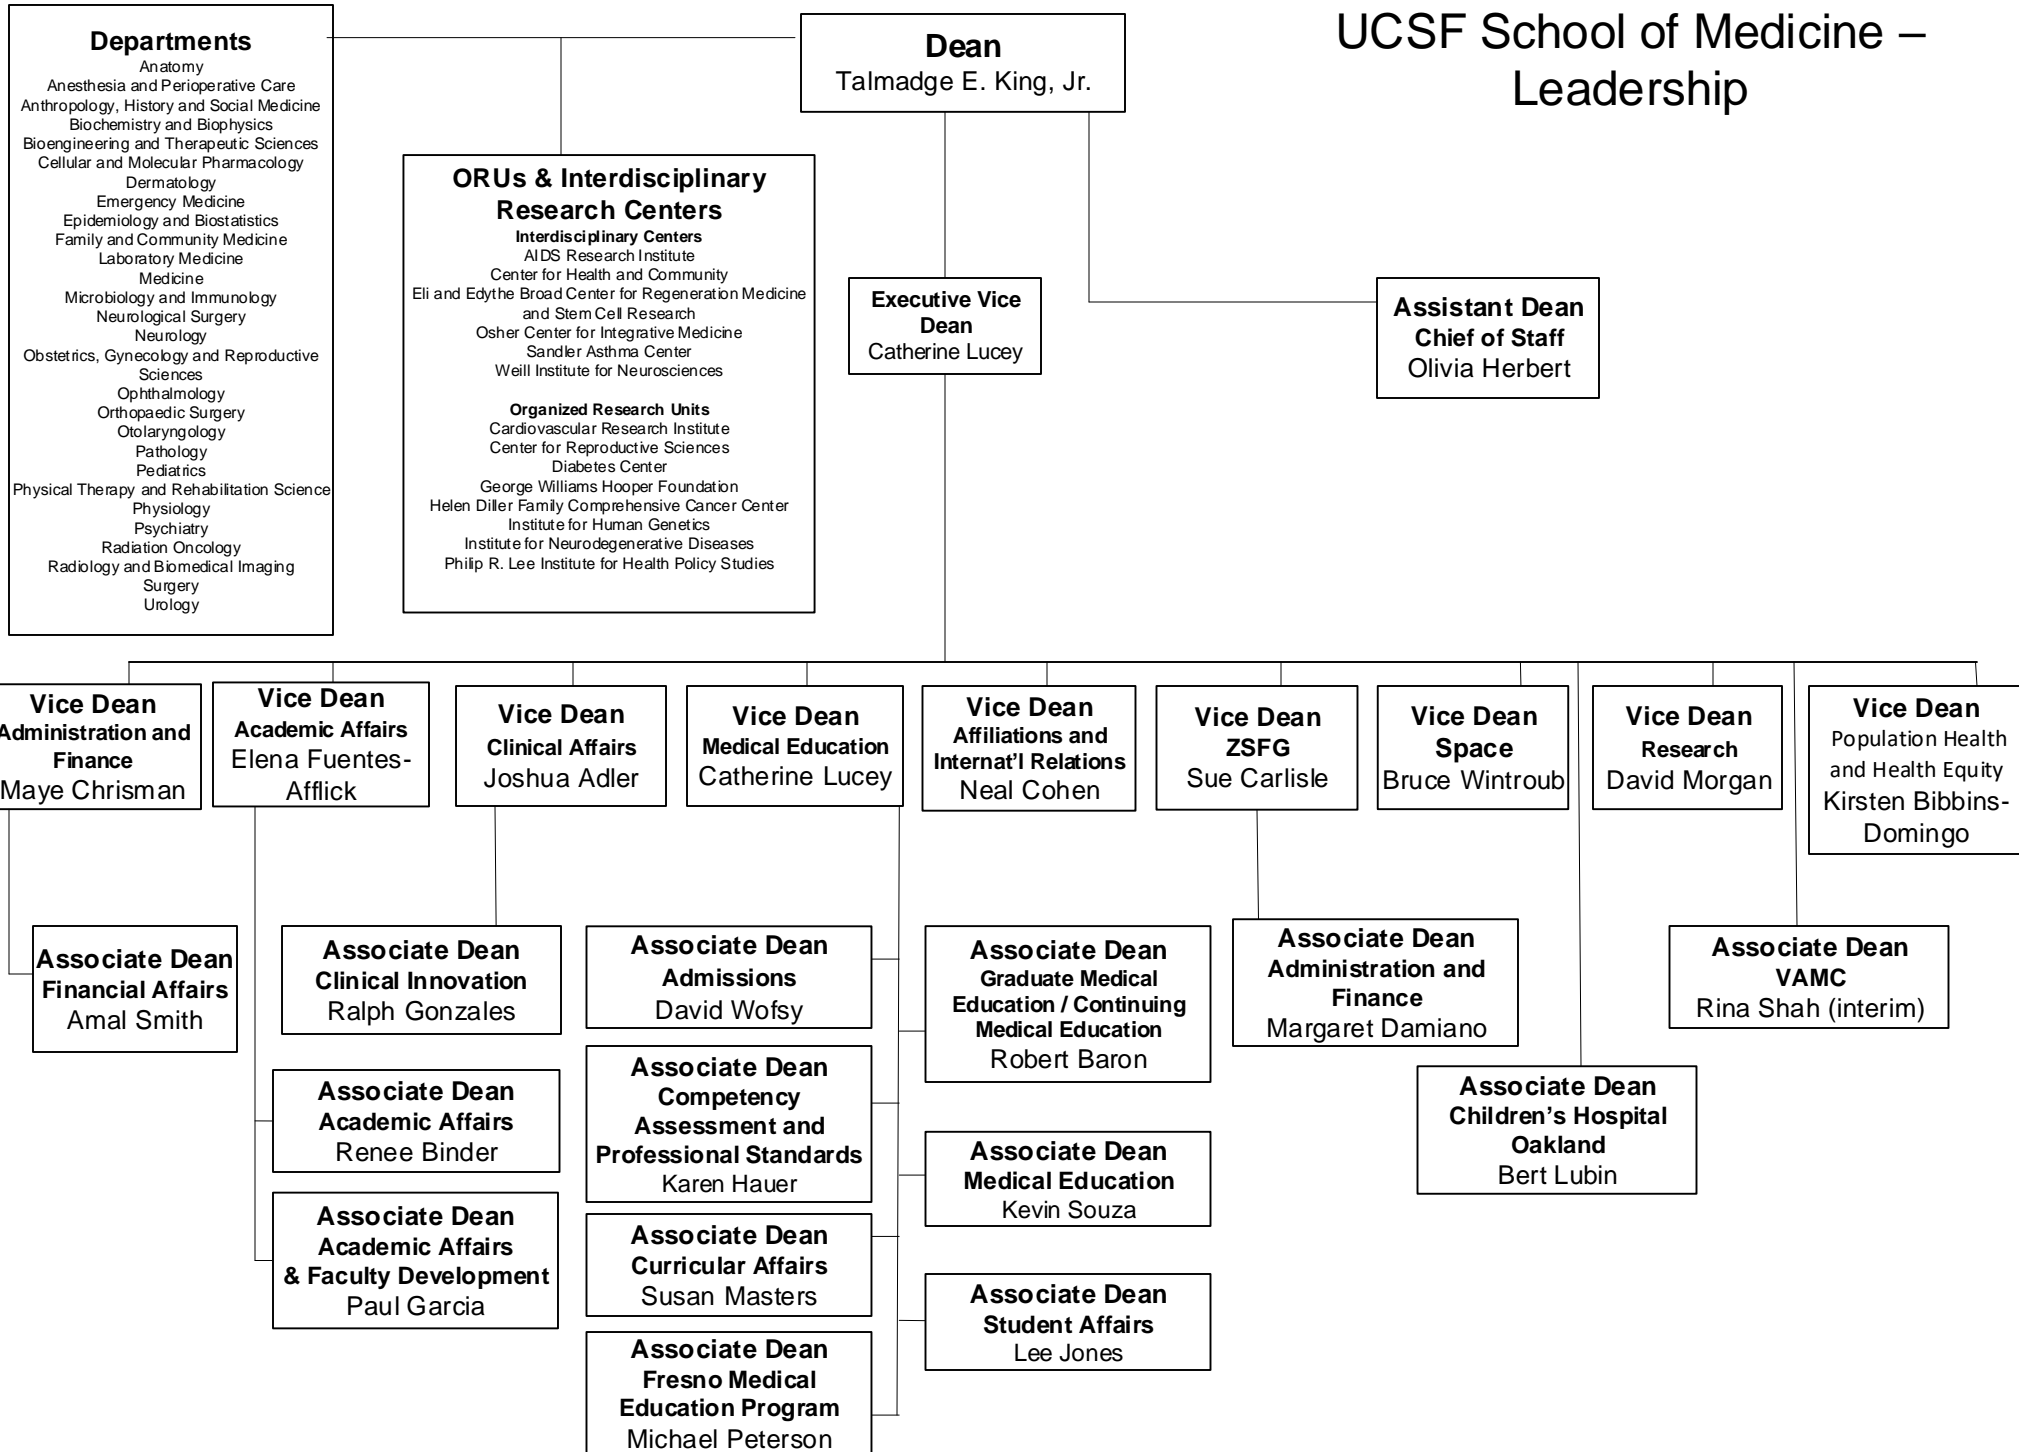 UCSF School of Medicine –
Leadership
Departments
Anatomy
Anesthesia and Perioperative Care
Anthropology, History and Social Medicine
Biochemistry and Biophysics
Bioengineering and Therapeutic Sciences
Cellular and Molecular Pharmacology
Dermatology
Emergency Medicine
Epidemiology and Biostatistics
Family and Community Medicine
Laboratory Medicine
Medicine
Microbiology and Immunology
Neurological Surgery
Neurology
Obstetrics, Gynecology and Reproductive
Sciences
Ophthalmology
Orthopaedic Surgery
Otolaryngology
Pathology
Pediatrics
Physical Therapy and Rehabilitation Science
Physiology
Psychiatry
Radiation Oncology
Radiology and Biomedical Imaging
Surgery
Urology
Dean
Talmadge E. King, Jr.
ORUs & Interdisciplinary
Research Centers
Interdisciplinary Centers
AIDS Research Institute
Center for Health and Community
Eli and Edythe Broad Center for Regeneration Medicine
and Stem Cell Research
Osher Center for Integrative Medicine
Sandler Asthma Center
Weill Institute for Neurosciences
Organized Research Units
Cardiovascular Research Institute
Center for Reproductive Sciences
Diabetes Center
George Williams Hooper Foundation
Helen Diller Family Comprehensive Cancer Center
Institute for Human Genetics
Institute for Neurodegenerative Diseases
Philip R. Lee Institute for Health Policy Studies
Executive Vice
Dean
Catherine Lucey
Assistant Dean
Chief of Staff
Olivia Herbert
Vice Dean
Administration and
Finance
Maye Chrisman
Vice Dean
Academic Affairs
Elena Fuentes-
Afflick
Vice Dean
Clinical Affairs
Joshua Adler
Vice Dean
Medical Education
Catherine Lucey
Vice Dean
Affiliations and
Internat'l Relations
Neal Cohen
Vice Dean
ZSFG
Sue Carlisle
Vice Dean
Space
Bruce Wintroub
Vice Dean
Research
David Morgan
Vice Dean
Population Health
and Health Equity
Kirsten Bibbins-
Domingo
Associate Dean
Financial Affairs
Amal Smith
Associate Dean
Clinical Innovation
Ralph Gonzales
Associate Dean
Academic Affairs
Renee Binder
Associate Dean
Academic Affairs
& Faculty Development
Paul Garcia
Associate Dean
Admissions
David Wofsy
Associate Dean
Competency
Assessment and
Professional Standards
Karen Hauer
Associate Dean
Curricular Affairs
Susan Masters
Associate Dean
Fresno Medical
Education Program
Michael Peterson
Associate Dean
Graduate Medical
Education / Continuing
Medical Education
Robert Baron
Associate Dean
Medical Education
Kevin Souza
Associate Dean
Student Affairs
Lee Jones
Associate Dean
Administration and
Finance
Margaret Damiano
Associate Dean
Children's Hospital
Oakland
Bert Lubin
Associate Dean
VAMC
Rina Shah (interim)